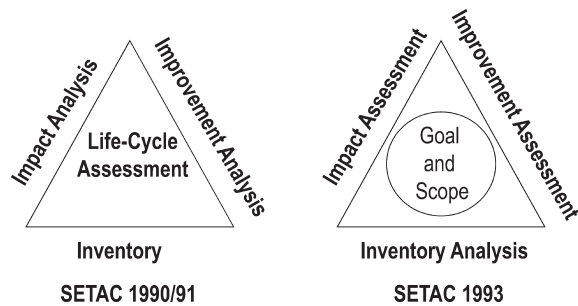 Impact Analysis
Improvement Analysis
Life-Cycle
Assessment
Inventory
SETAC 1990/91
Impact Assessment
Improvement Assessment
Goal
and
Scope
Inventory Analysis
SETAC 1993